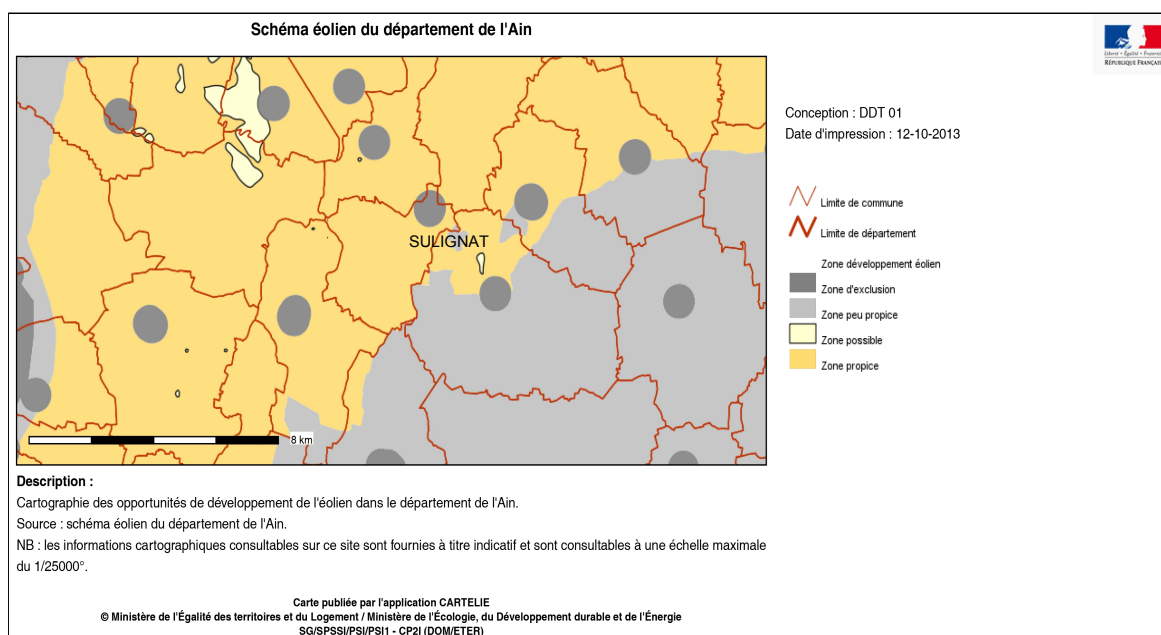 Schéma éolien du département de l'Ain
Liberté • Égalité • Fraternité
RÉPUBLIQUE FRANÇAISE
Conception : DDT 01
Date d'impression : 12-10-2013
Limite de commune
Limite de département
Zone développement éolien
Zone d'exclusion
Zone peu propice
Zone possible
Zone propice
SULIGNAT
8 km
Description :
Cartographie des opportunités de développement de l'éolien dans le département de l'Ain.
Source : schéma éolien du département de l'Ain.
NB : les informations cartographiques consultables sur ce site sont fournies à titre indicatif et sont consultables à une échelle maximale
du 1/25000°.
Carte publiée par l'application CARTELIE
© Ministère de l'Égalité des territoires et du Logement / Ministère de l'Écologie, du Développement durable et de l'Énergie
SG/SPSSI/PSI/PSI1 - CP2I (DOM/ETER)